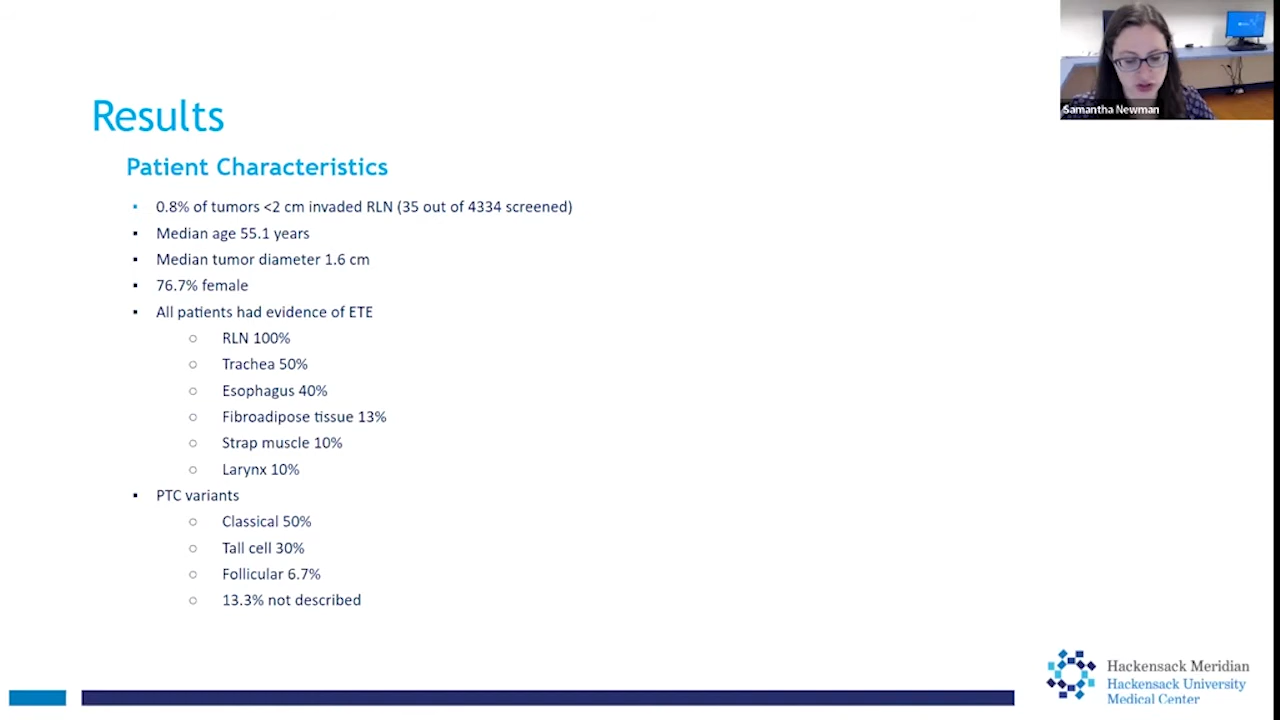 Samantha Newman
Results
Patient Characteristics
0.8% of tumors <2 cm invaded RLN (35 out of 4334 screened)
Median age 55.1 years
Median tumor diameter 1.6 cm
76.7% female
All patients had evidence of ETE
RLN 100%
Trachea 50%
Esophagus 40%
Fibroadipose tissue 13%
Strap muscle 10%
Larynx 10%
PTC variants
Classical 50%
Tall cell 30%
Follicular 6.7%
13.3% not described
Hackensack Meridian
Hackensack University
Medical Center